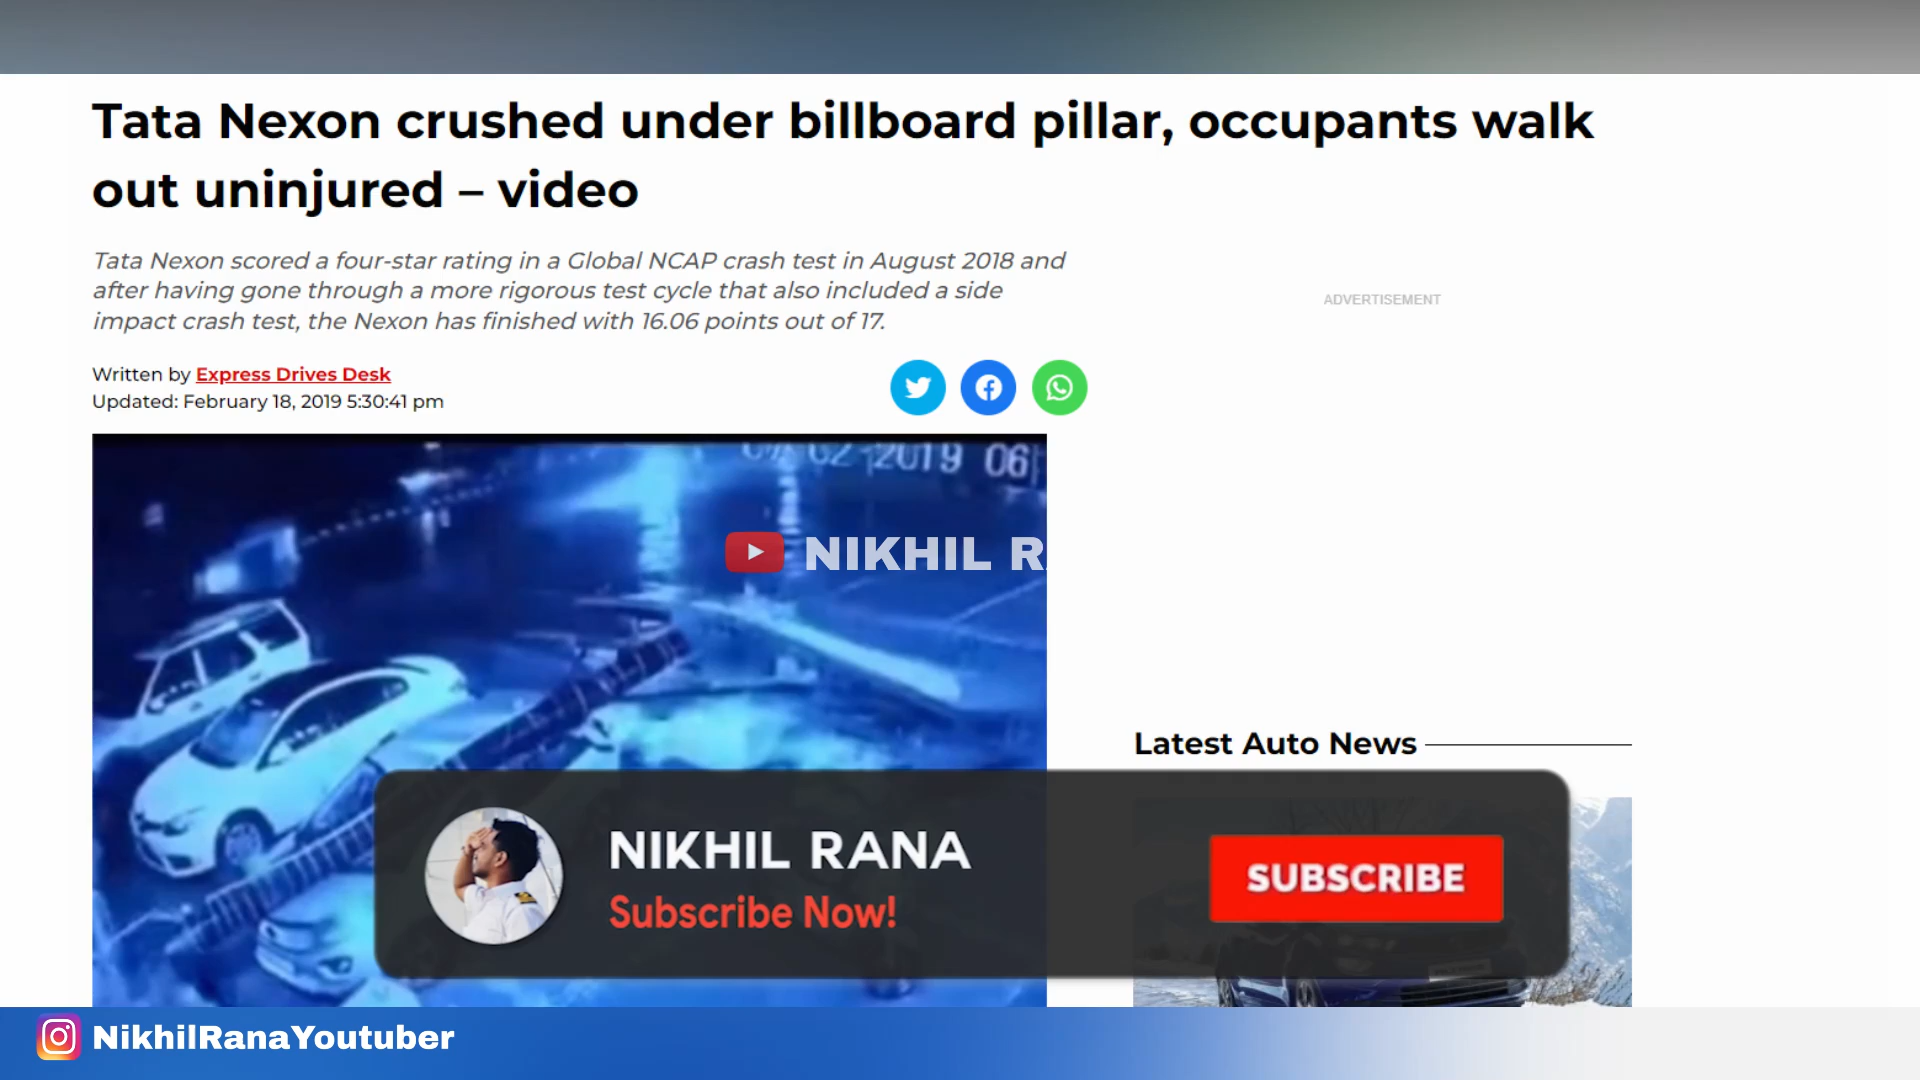 Tata Nexon crushed under billboard pillar, occupants walk
out uninjured – video
Tata Nexon scored a four-star rating in a Global NCAP crash test in August 2018 and
after having gone through a more rigorous test cycle that also included a side
impact crash test, the Nexon has finished with 16.06 points out of 17.
ADVERTISEMENT
Written by Express Drives Desk
Updated: February 18, 2019 5:30:41 pm
02-2019 06
NIKHIL R
Latest Auto News
NIKHIL RANA
Subscribe Now!
SUBSCRIBE
NikhilRanaYoutuber